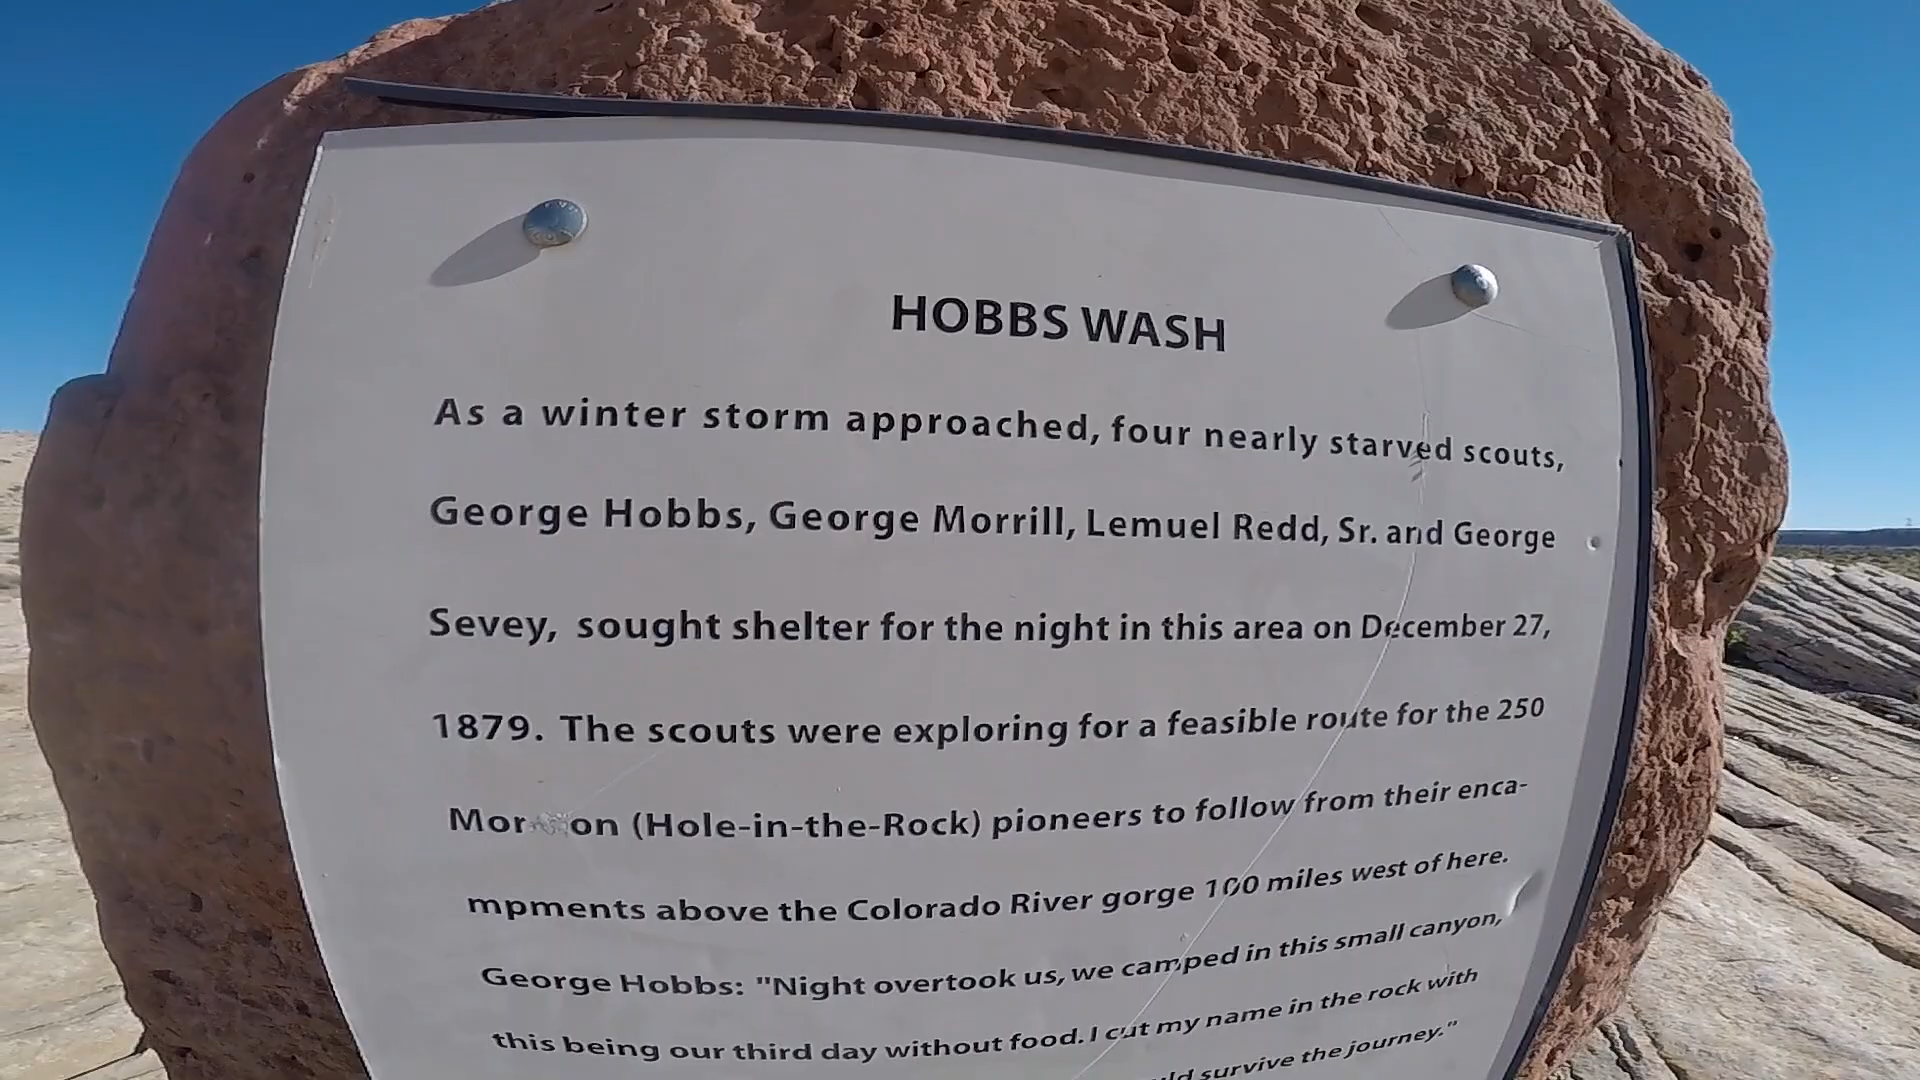 HOBBS WASH
As a winter storm approached, four nearly starved scouts,
George Hobbs, George Morrill, Lemuel Redd, Sr. and George
Sevey, sought shelter for the night in this area on December 27,
1879. The scouts were exploring for a feasible route for the 250
Mormon (Hole-in-the-Rock) pioneers to follow from their enca-
mpments above the Colorado River gorge 100 miles west of here.
George Hobbs: "Night overtook us, we camped in this small canyon,
this being our third day without food. I cut my name in the rock with
survive the journey."